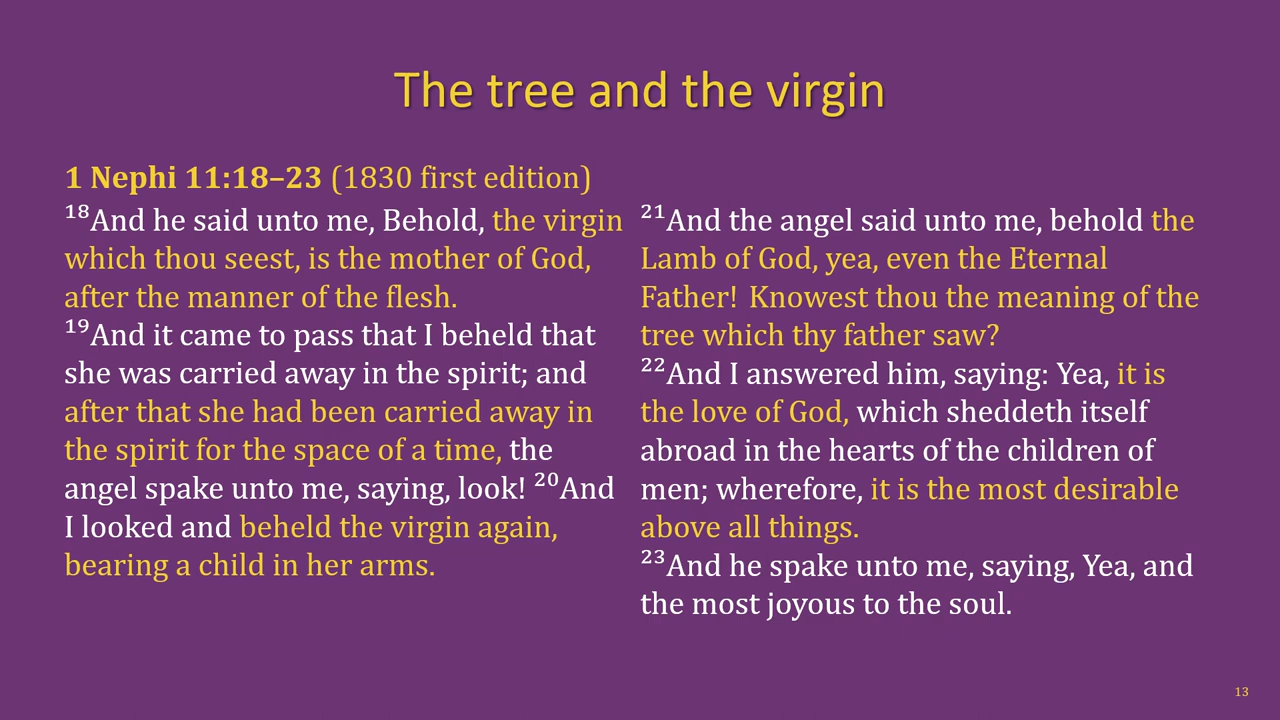 The tree and the virgin
1 Nephi 11:18–23 (1830 first edition)
¹⁸And he said unto me, Behold, the virgin
which thou seest, is the mother of God,
after the manner of the flesh.
¹⁹And it came to pass that I beheld that
she was carried away in the spirit; and
after that she had been carried away in
the spirit for the space of a time, the
angel spake unto me, saying, look! ²⁰And
I looked and beheld the virgin again,
bearing a child in her arms.
²¹And the angel said unto me, behold the
Lamb of God, yea, even the Eternal
Father! Knowest thou the meaning of the
tree which thy father saw?
²²And I answered him, saying: Yea, it is
the love of God, which sheddeth itself
abroad in the hearts of the children of
men; wherefore, it is the most desirable
above all things.
²³And he spake unto me, saying, Yea, and
the most joyous to the soul.
13